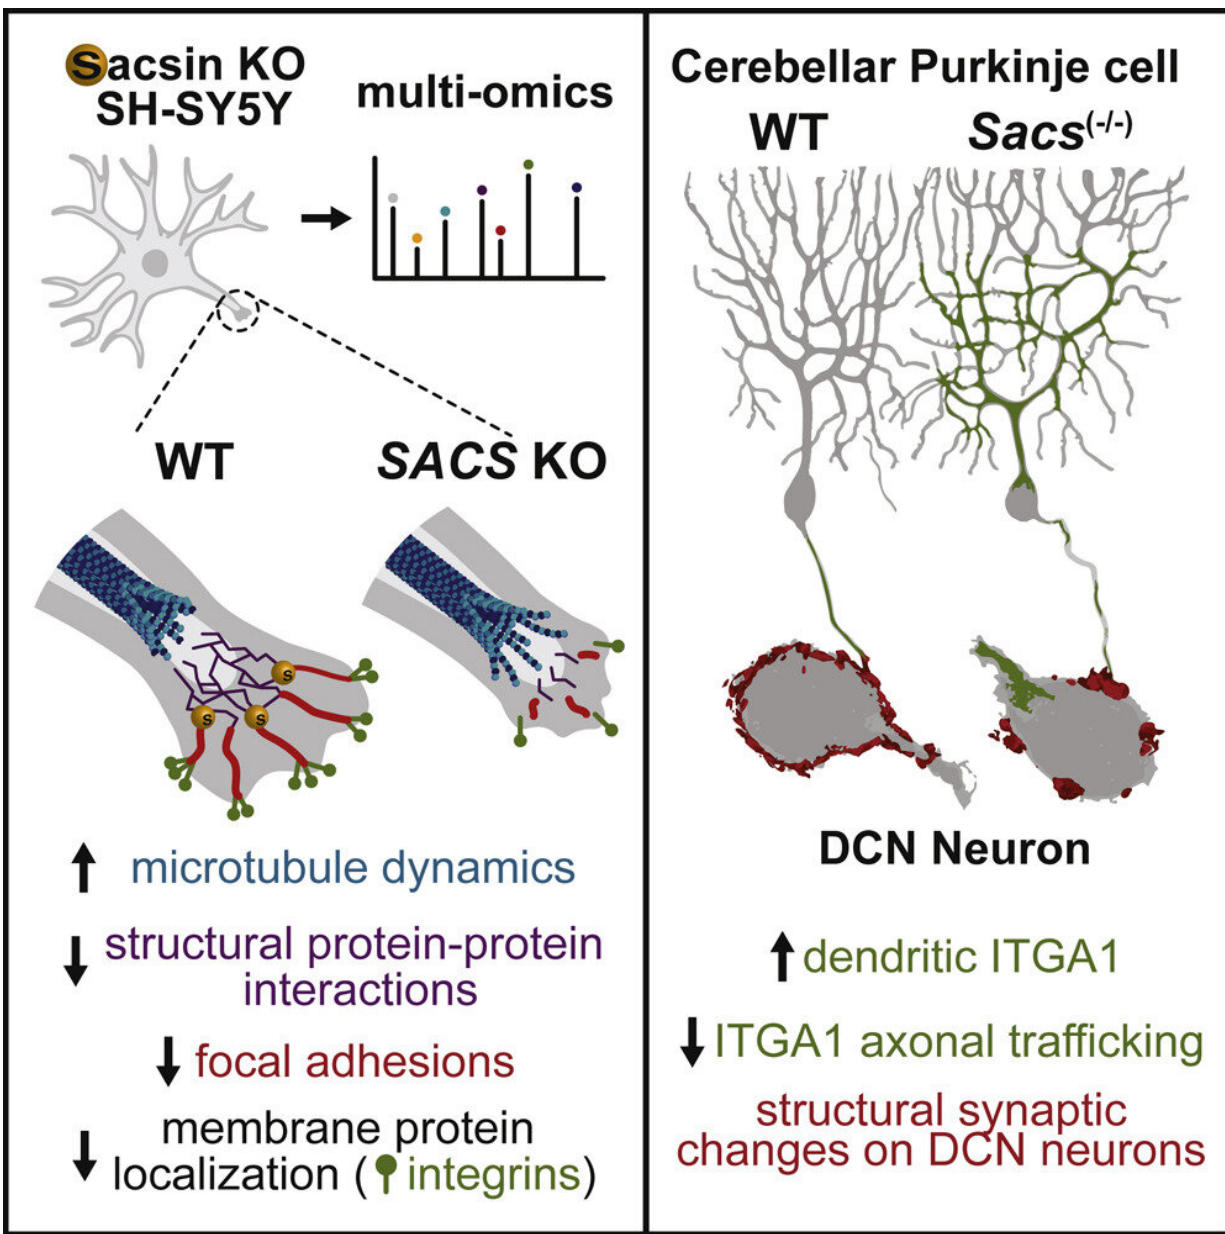 Sacsin KO
SH-SY5Y
multi-omics
WT
SACS KO
S
S
S
microtubule dynamics
structural protein-protein
interactions
focal adhesions
membrane protein
localization (integrins)
Cerebellar Purkinje cell
WT
Sacs(-/-)
DCN Neuron
dendritic ITGA1
ITGA1 axonal trafficking
structural synaptic
changes on DCN neurons